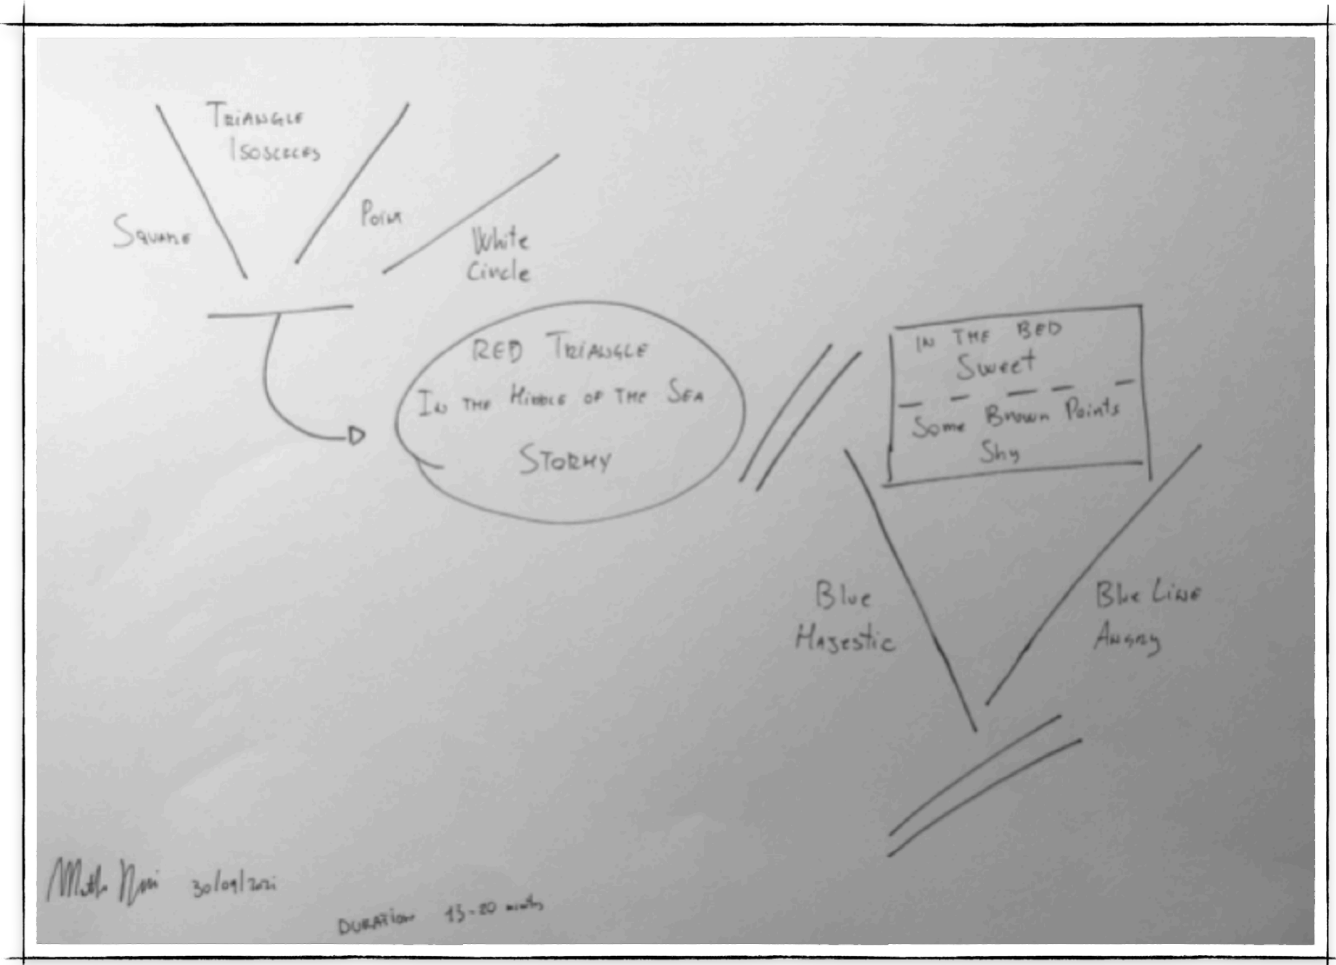 TRIANGLE
ISOSCELES
SQUARE
POINT
White
Circle
RED TRIANGLE
IN THE MIDDLE OF THE SEA
STORMY
IN THE BED
Sweet
Some Brown Points
Shy
Blue
MAJESTIC
Blue LINE
ANGRY
30/09/2021
DURATION 15-20 minutes